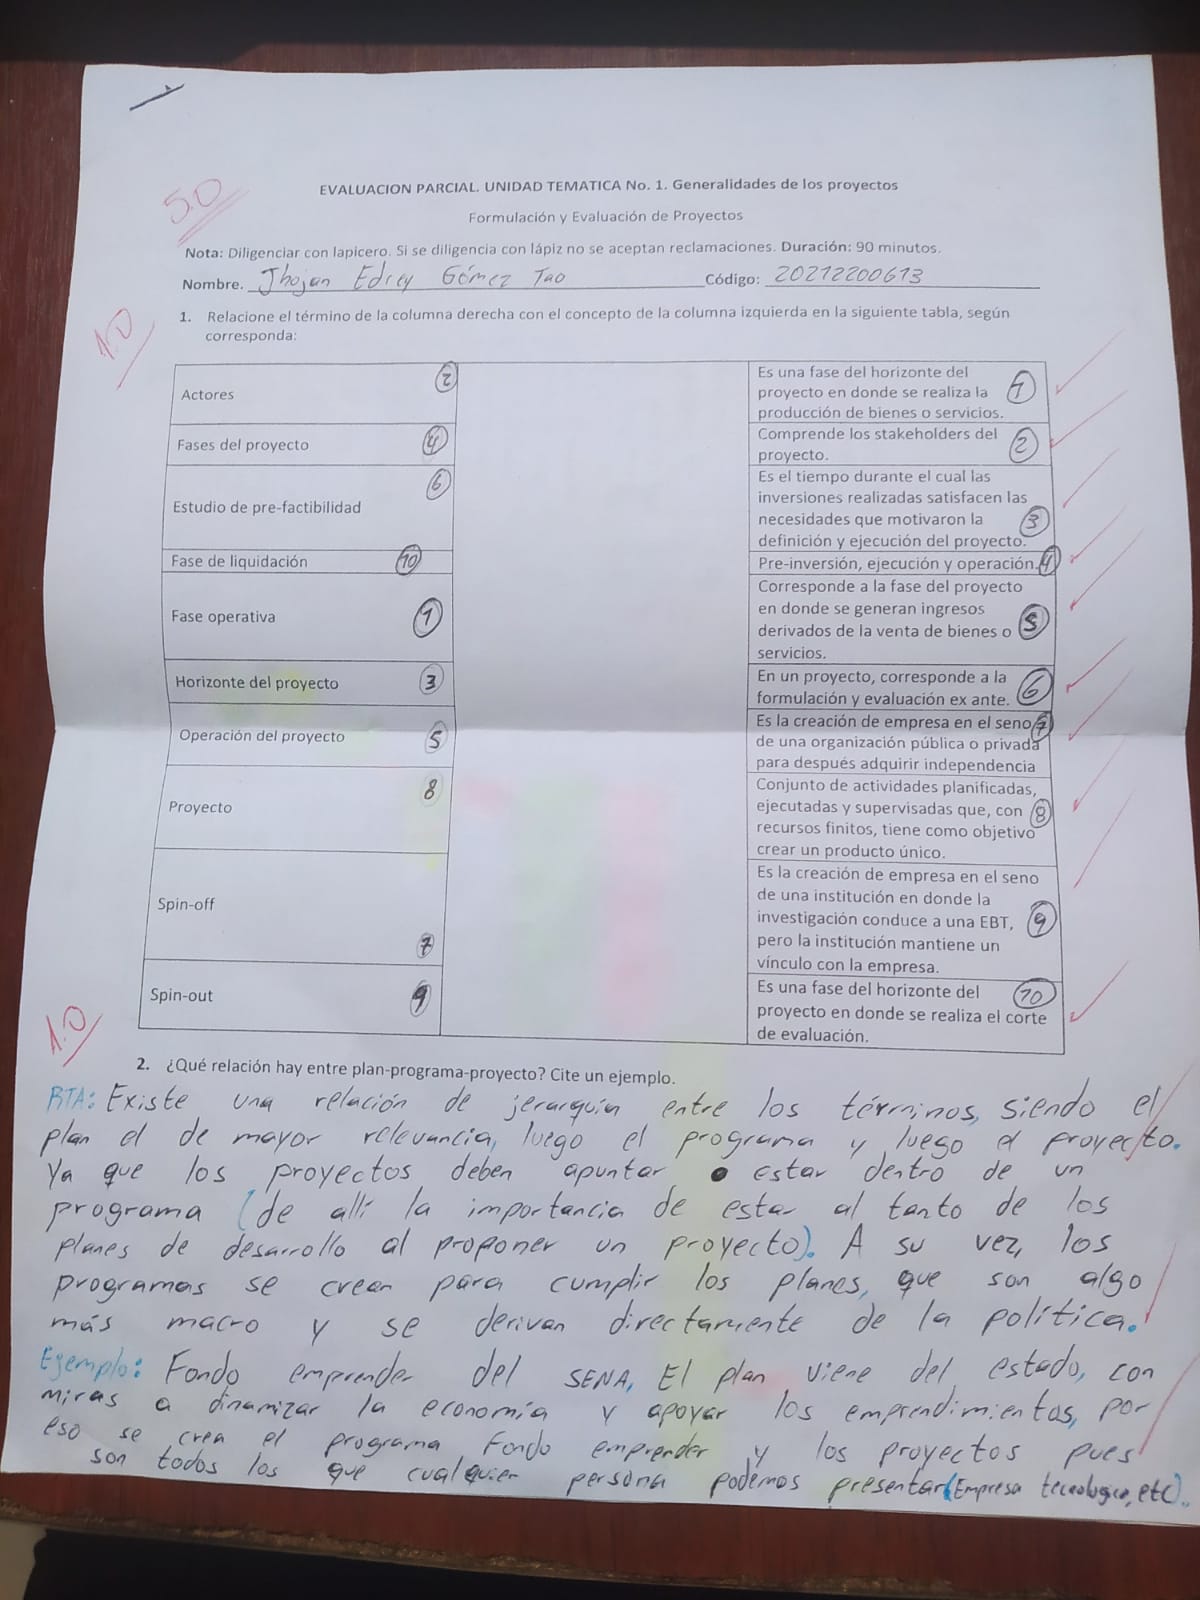 5.0
EVALUACION PARCIAL. UNIDAD TEMATICA No. 1. Generalidades de los proyectos
Formulación y Evaluación de Proyectos
Nota: Diligenciar con lapicero. Si se diligencia con lápiz no se aceptan reclamaciones. Duración: 90 minutos.
Nombre. Jhojan Edrey Gómez Tao Código: 20212200613
1.0
1. Relacione el término de la columna derecha con el concepto de la columna izquierda en la siguiente tabla, según
corresponda:
Actores 2
Es una fase del horizonte del
proyecto en donde se realiza la 1
producción de bienes o servicios.
Fases del proyecto 4
Comprende los stakeholders del
proyecto. 2
Estudio de pre-factibilidad 6
Es el tiempo durante el cual las
inversiones realizadas satisfacen las
necesidades que motivaron la 3
definición y ejecución del proyecto.
Fase de liquidación 10
Pre-inversión, ejecución y operación. 4
Fase operativa 1
Corresponde a la fase del proyecto
en donde se generan ingresos
derivados de la venta de bienes o 5
servicios.
Horizonte del proyecto 3
En un proyecto, corresponde a la
formulación y evaluación ex ante. 6
Operación del proyecto 5
Es la creación de empresa en el seno 7
de una organización pública o privada
para después adquirir independencia
Proyecto 8
Conjunto de actividades planificadas,
ejecutadas y supervisadas que, con 8
recursos finitos, tiene como objetivo
crear un producto único.
Spin-off 7
Es la creación de empresa en el seno
de una institución en donde la
investigación conduce a una EBT, 9
pero la institución mantiene un
vínculo con la empresa.
Spin-out 9
Es una fase del horizonte del 10
proyecto en donde se realiza el corte
de evaluación.
1.0
2. ¿Qué relación hay entre plan-programa-proyecto? Cite un ejemplo.
RTA: Existe una relación de jerarquía entre los términos, siendo el
plan el de mayor relevancia, luego el programa y luego el proyecto.
Ya que los proyectos deben apuntar o estar dentro de un
programa (de allí la importancia de estar al tanto de los
planes de desarrollo al proponer un proyecto). A su vez, los
programas se crean para cumplir los planes, que son algo
más macro y se derivan directamente de la política.
Ejemplo: Fondo emprender del SENA, El plan viene del estado, con
miras a dinamizar la economía y apoyar los emprendimientos, por
eso se crea el programa Fondo emprender y los proyectos pues
son todos los que cualquier persona podemos presentar (Empresa tecnologica, etc).